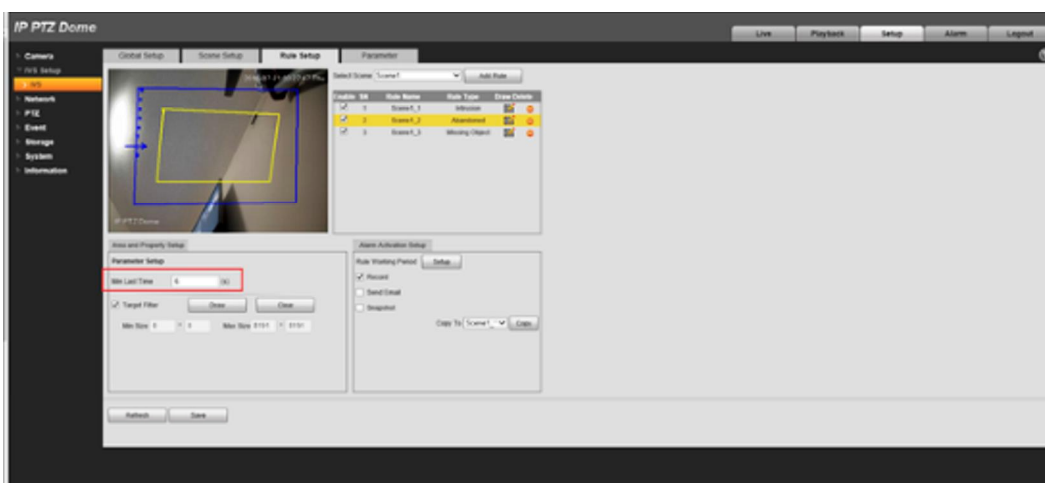 IP PTZ Dome
Live Playback Setup Alarm Logout
Camera
IVS Setup
IVS
Network
PTZ
Event
Storage
System
Information
Global Setup Scene Setup Rule Setup Parameter
IP PTZ Dome
Select Scene Scene1 Add Rule
Enable SN Rule Name Rule Type Draw Delete
1 Scene1_1 Intrusion
2 Scene1_2 Abandoned
3 Scene1_3 Missing Object
Area and Property Setup
Parameter Setup
Min Last Time 6 (s)
Target Filter Draw Clear
Min Size 0 * 0 Max Size 8191 * 8191
Alarm Activation Setup
Rule Working Period Setup
Record
Send Email
Snapshot
Copy To Scene1_ Copy
Refresh Save